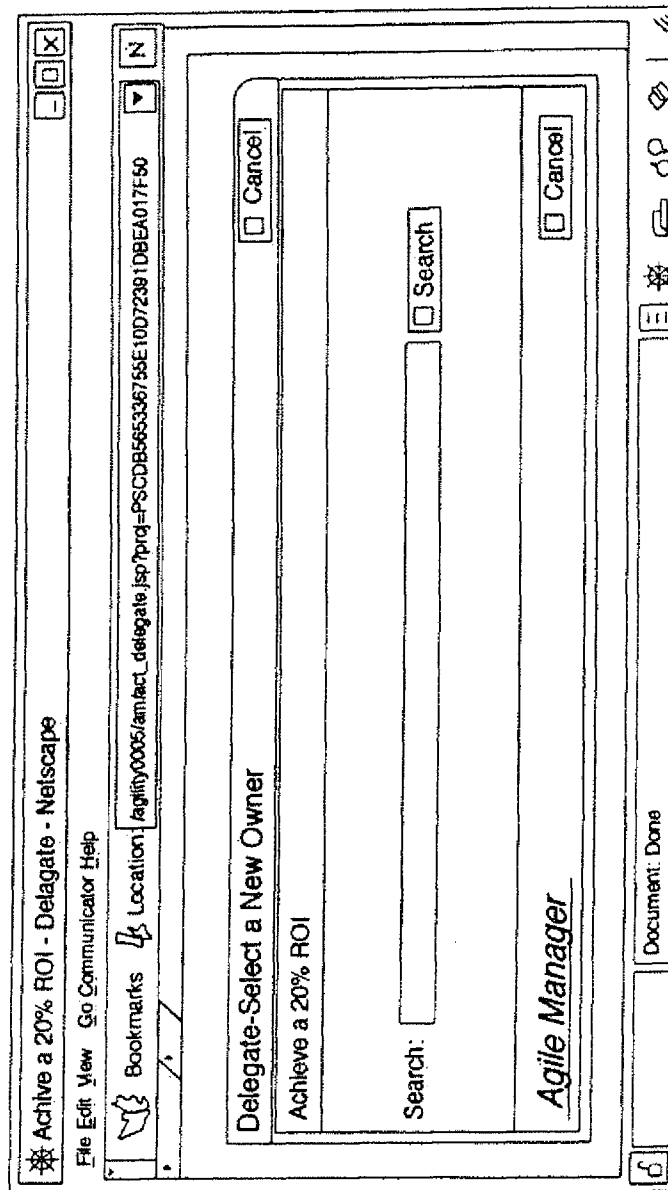 Achive a 20% ROI - Delagate - Netscape
File Edit View Go Communicator Help
Bookmarks Location: /agility0005/am/act_delegate.jsp?proj=PSCDB565336755E10D72391DBEA017F50 N
Delegate-Select a New Owner Cancel
Achieve a 20% ROI
Search: Search
Agile Manager Cancel
Document: Done